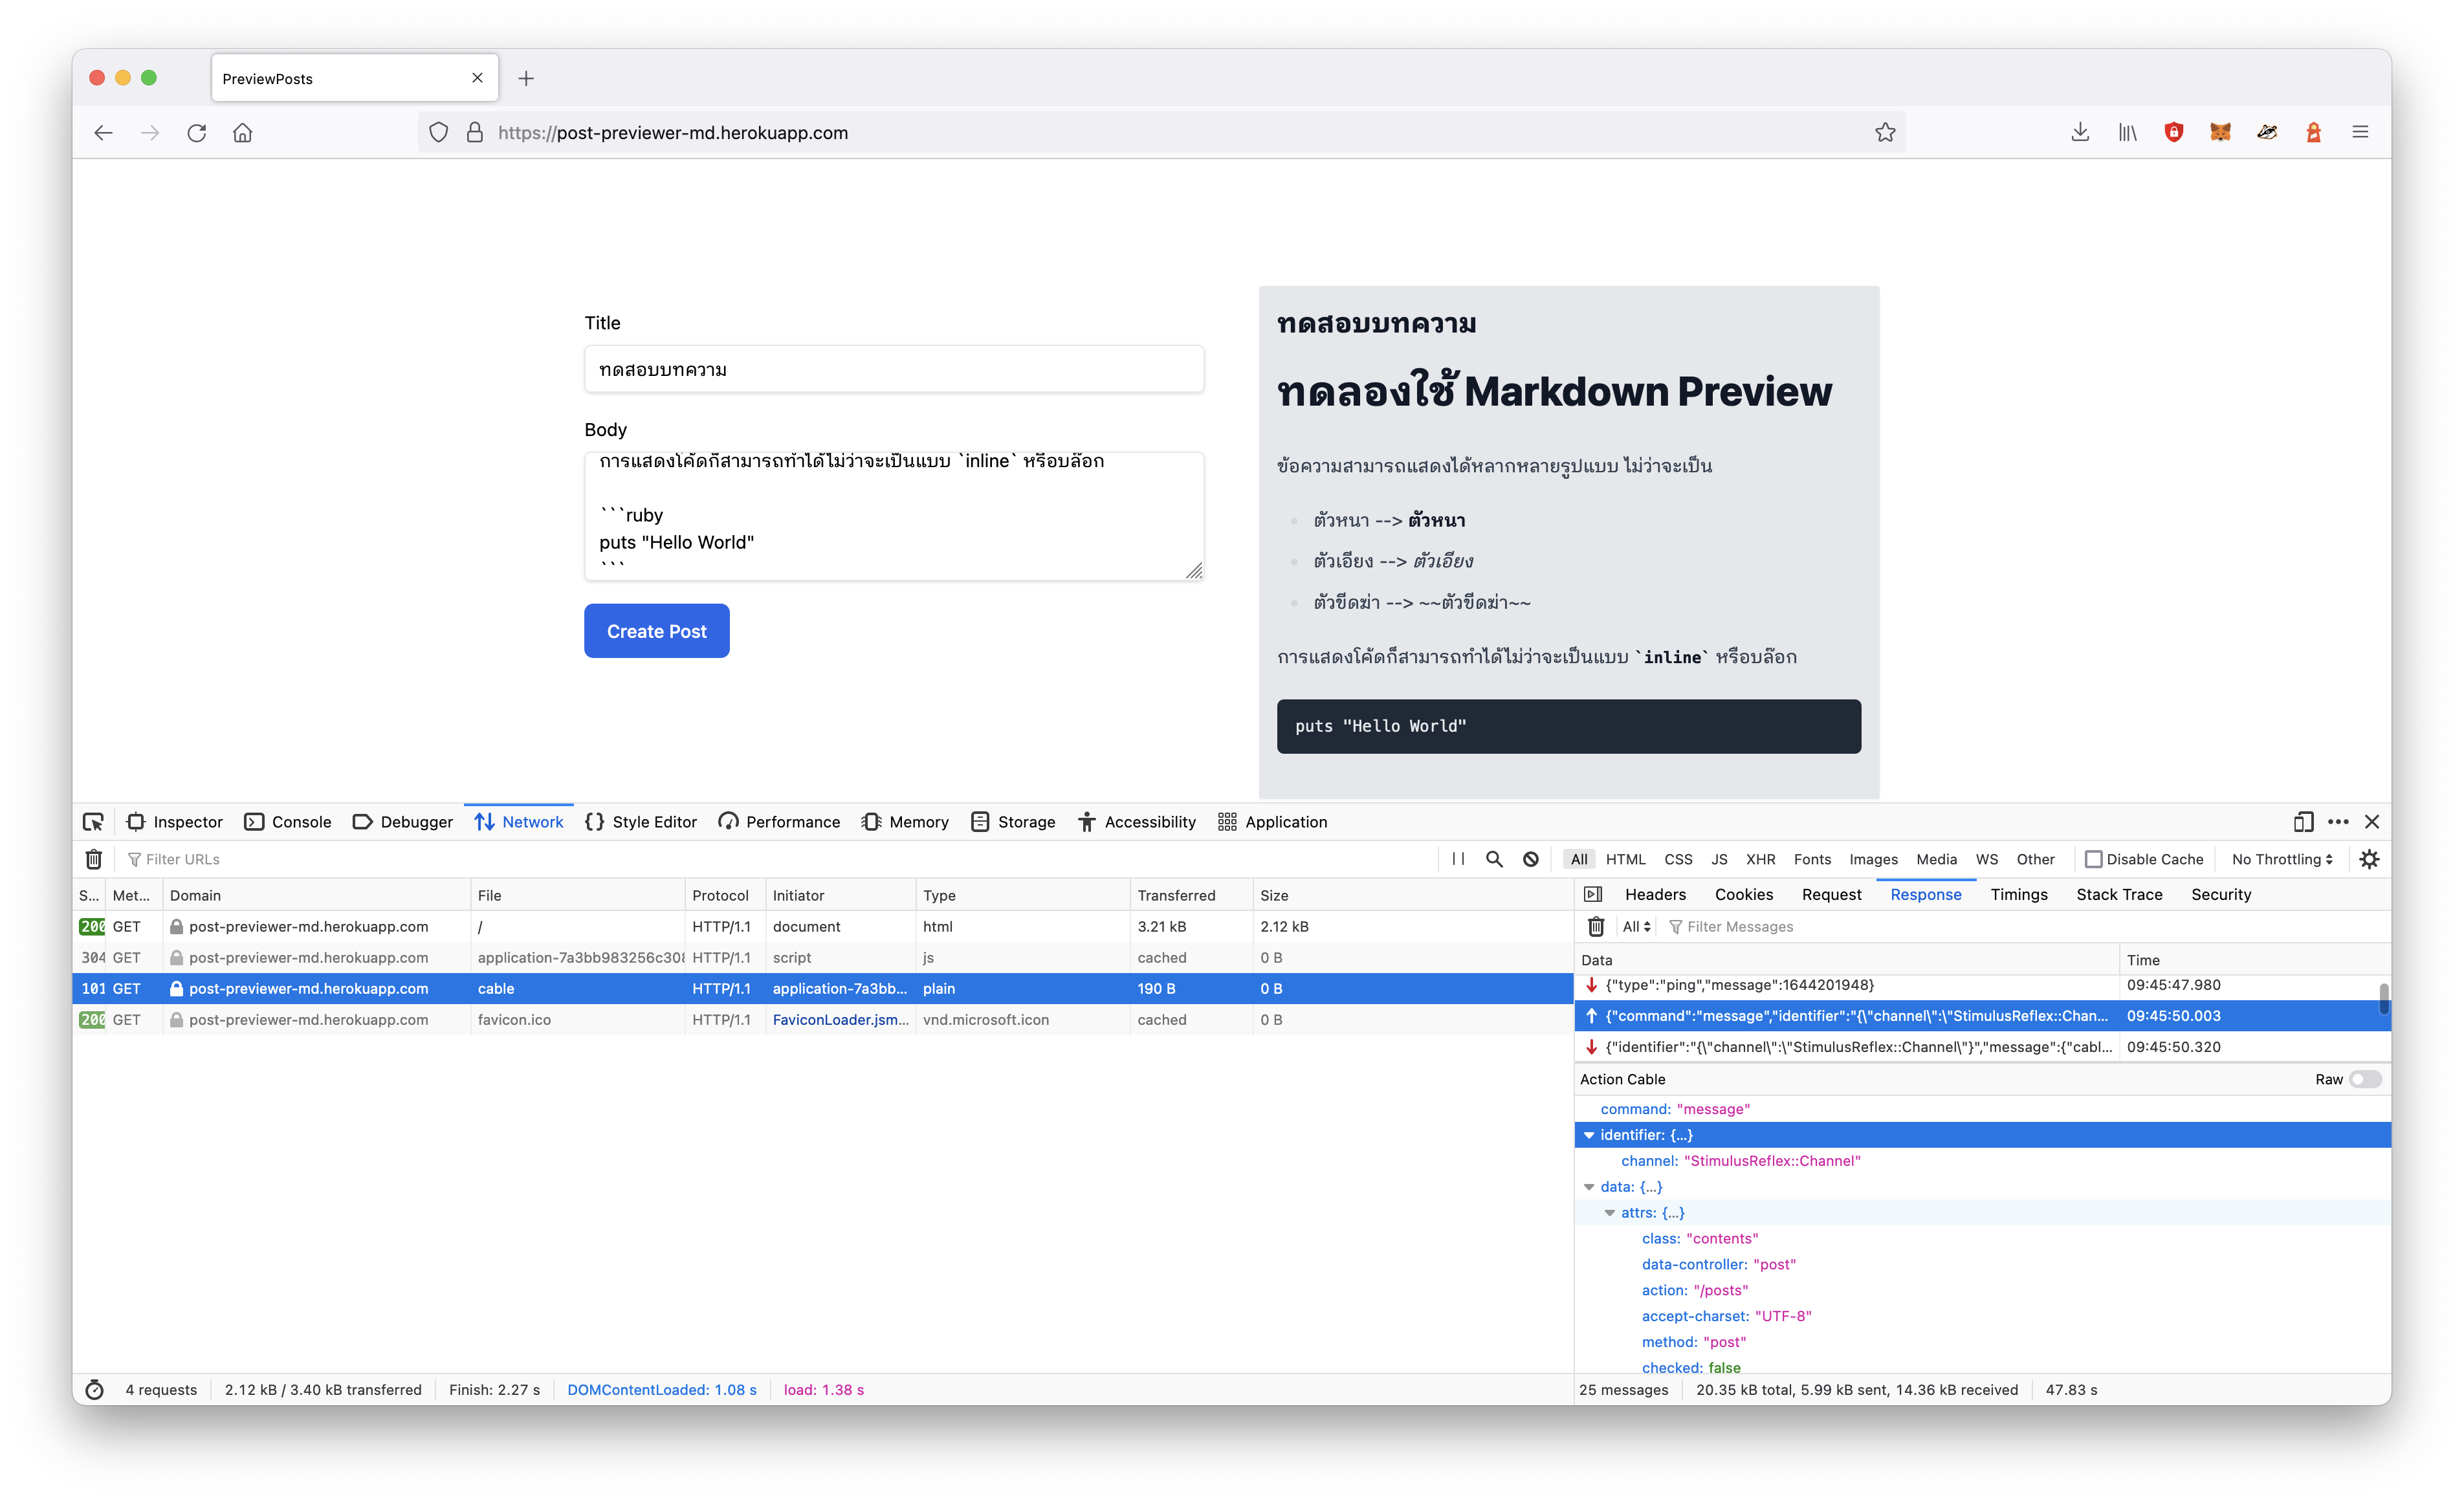 PreviewPosts
https://post-previewer-md.herokuapp.com
Title
ทดสอบบทความ
Body
การแสดงโค้ดก็สามารถทำได้ไม่ว่าจะเป็นแบบ `inline` หรือบล๊อก
```ruby
puts "Hello World"
```
Create Post
ทดสอบบทความ
ทดลองใช้ Markdown Preview
ข้อความสามารถแสดงได้หลากหลายรูปแบบ ไม่ว่าจะเป็น
ตัวหนา --> ตัวหนา
ตัวเอียง --> ตัวเอียง
ตัวขีดฆ่า --> ~~ตัวขีดฆ่า~~
การแสดงโค้ดก็สามารถทำได้ไม่ว่าจะเป็นแบบ `inline` หรือบล๊อก
puts "Hello World"
Inspector Console Debugger Network Style Editor Performance Memory Storage Accessibility Application
Filter URLs All HTML CSS JS XHR Fonts Images Media WS Other Disable Cache No Throttling
S... Met... Domain File Protocol Initiator Type Transferred Size
200 GET post-previewer-md.herokuapp.com / HTTP/1.1 document html 3.21 kB 2.12 kB
304 GET post-previewer-md.herokuapp.com application-7a3bb983256c308 HTTP/1.1 script js cached 0 B
101 GET post-previewer-md.herokuapp.com cable HTTP/1.1 application-7a3bb... plain 190 B 0 B
200 GET post-previewer-md.herokuapp.com favicon.ico HTTP/1.1 FaviconLoader.jsm... vnd.microsoft.icon cached 0 B
4 requests 2.12 kB / 3.40 kB transferred Finish: 2.27 s DOMContentLoaded: 1.08 s load: 1.38 s
Headers Cookies Request Response Timings Stack Trace Security
All Filter Messages
Data Time
{"type":"ping","message":1644201948} 09:45:47.980
{"command":"message","identifier":"{\"channel\":\"StimulusReflex::Chan... 09:45:50.003
{"identifier":"{\"channel\":\"StimulusReflex::Channel\"}","message":{"cabl... 09:45:50.320
Action Cable Raw
command: "message"
identifier: {...}
channel: "StimulusReflex::Channel"
data: {...}
attrs: {...}
class: "contents"
data-controller: "post"
action: "/posts"
accept-charset: "UTF-8"
method: "post"
checked: false
25 messages 20.35 kB total, 5.99 kB sent, 14.36 kB received 47.83 s